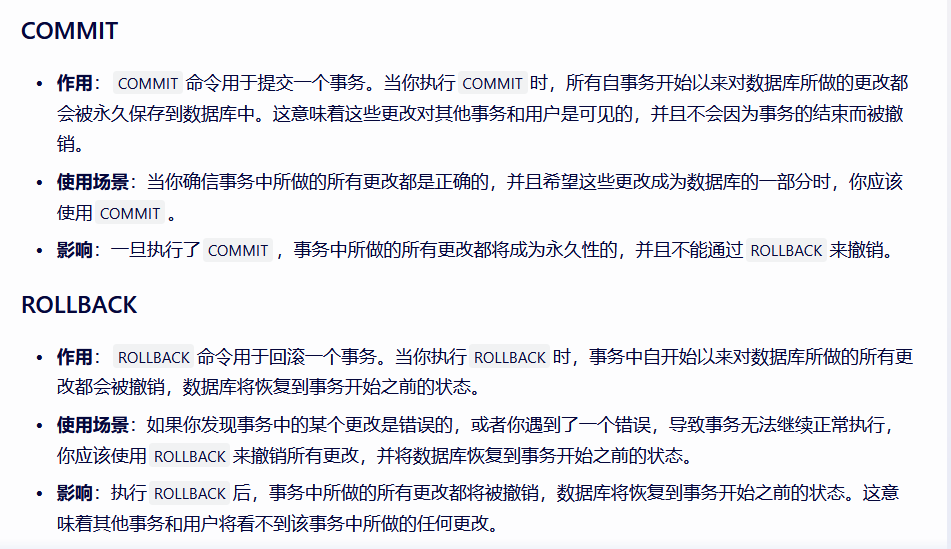 COMMIT
• 作用： COMMIT 命令用于提交一个事务。当你执行 COMMIT 时，所有自事务开始以来对数据库所做的更改都
会被永久保存到数据库中。这意味着这些更改对其他事务和用户是可见的，并且不会因为事务的结束而被撤
销。
• 使用场景：当你确信事务中所做的所有更改都是正确的，并且希望这些更改成为数据库的一部分时，你应该
使用 COMMIT 。
• 影响：一旦执行了 COMMIT ，事务中所做的所有更改都将成为永久性的，并且不能通过 ROLLBACK 来撤销。
ROLLBACK
• 作用： ROLLBACK 命令用于回滚一个事务。当你执行 ROLLBACK 时，事务中自开始以来对数据库所做的所有更
改都会被撤销，数据库将恢复到事务开始之前的状态。
• 使用场景：如果你发现事务中的某个更改是错误的，或者你遇到了一个错误，导致事务无法继续正常执行，
你应该使用 ROLLBACK 来撤销所有更改，并将数据库恢复到事务开始之前的状态。
• 影响：执行 ROLLBACK 后，事务中所做的所有更改都将被撤销，数据库将恢复到事务开始之前的状态。这意
味着其他事务和用户将看不到该事务中所做的任何更改。